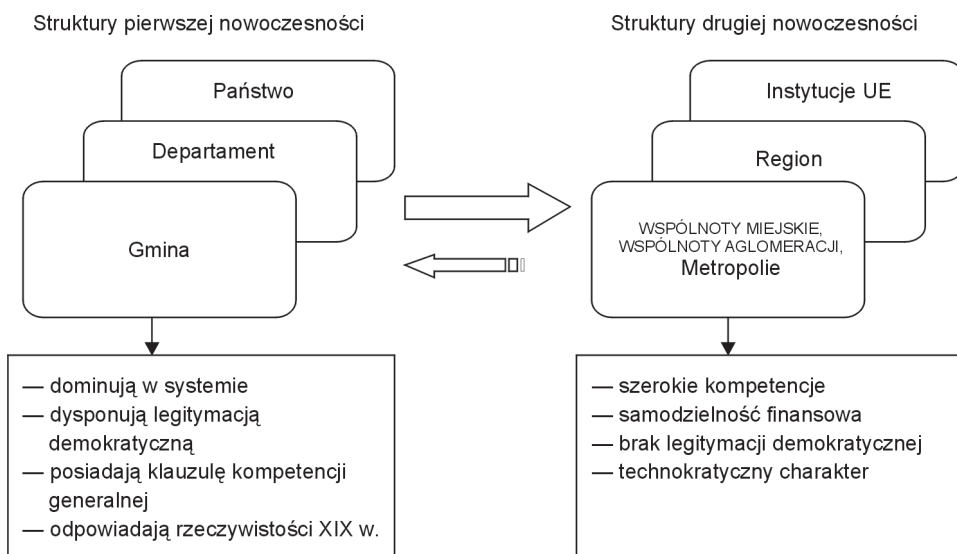 Struktury pierwszej nowoczesności
Państwo
Departament
Gmina
— dominują w systemie
— dysponują legitymacją
demokratyczną
— posiadają klauzulę kompetencji
generalnej
— odpowiadają rzeczywistości XIX w.
Struktury drugiej nowoczesności
Instytucje UE
Region
WSPÓLNOTY MIEJSKIE,
WSPÓLNOTY AGLOMERACJI,
Metropolie
— szerokie kompetencje
— samodzielność finansowa
— brak legitymacji demokratycznej
— technokratyczny charakter